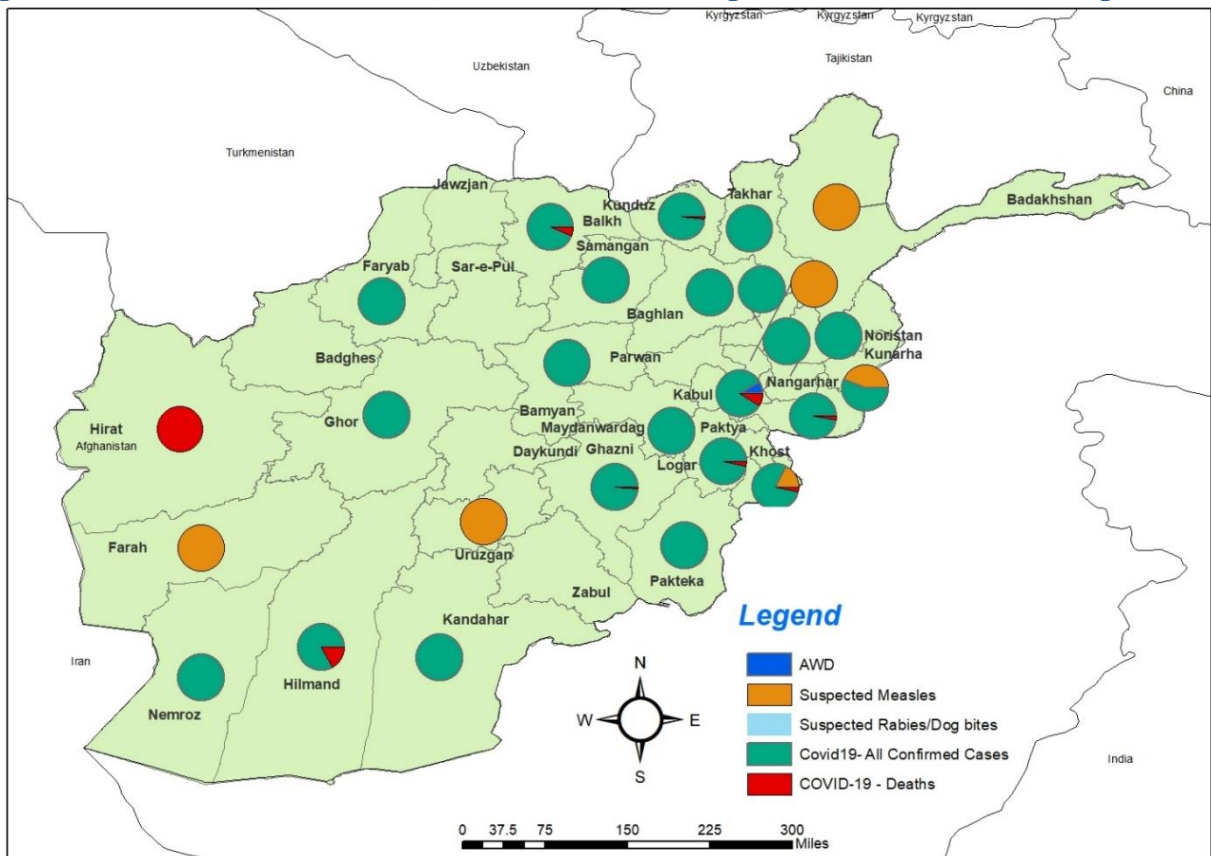 Kyrgyzstan
Kyrgyzstan
Kyrgyzstan
Uzbekistan
Tajikistan
China
Turkmenistan
Jawzjan
Takhar
Kunduz
Badakhshan
Balkh
Samangan
Faryab
Sar-e-Pul
Baghlan
Noristan
Badghes
Parwan
Kunarha
Nangarhar
Kabul
Bamyan
Ghor
Hirat
Maydanwardag
Paktya
Afghanistan
Daykundi
Ghazni
Khost
Logar
Farah
Uruzgan
Pakteka
Zabul
Legend
Kandahar
Iran
N
AWD
Hilmand
Suspected Measles
Nemroz
W
E
Suspected Rabies/Dog bites
Covid19- All Confirmed Cases
India
S
COVID-19 - Deaths
0 37.5 75 150 225 300
Miles